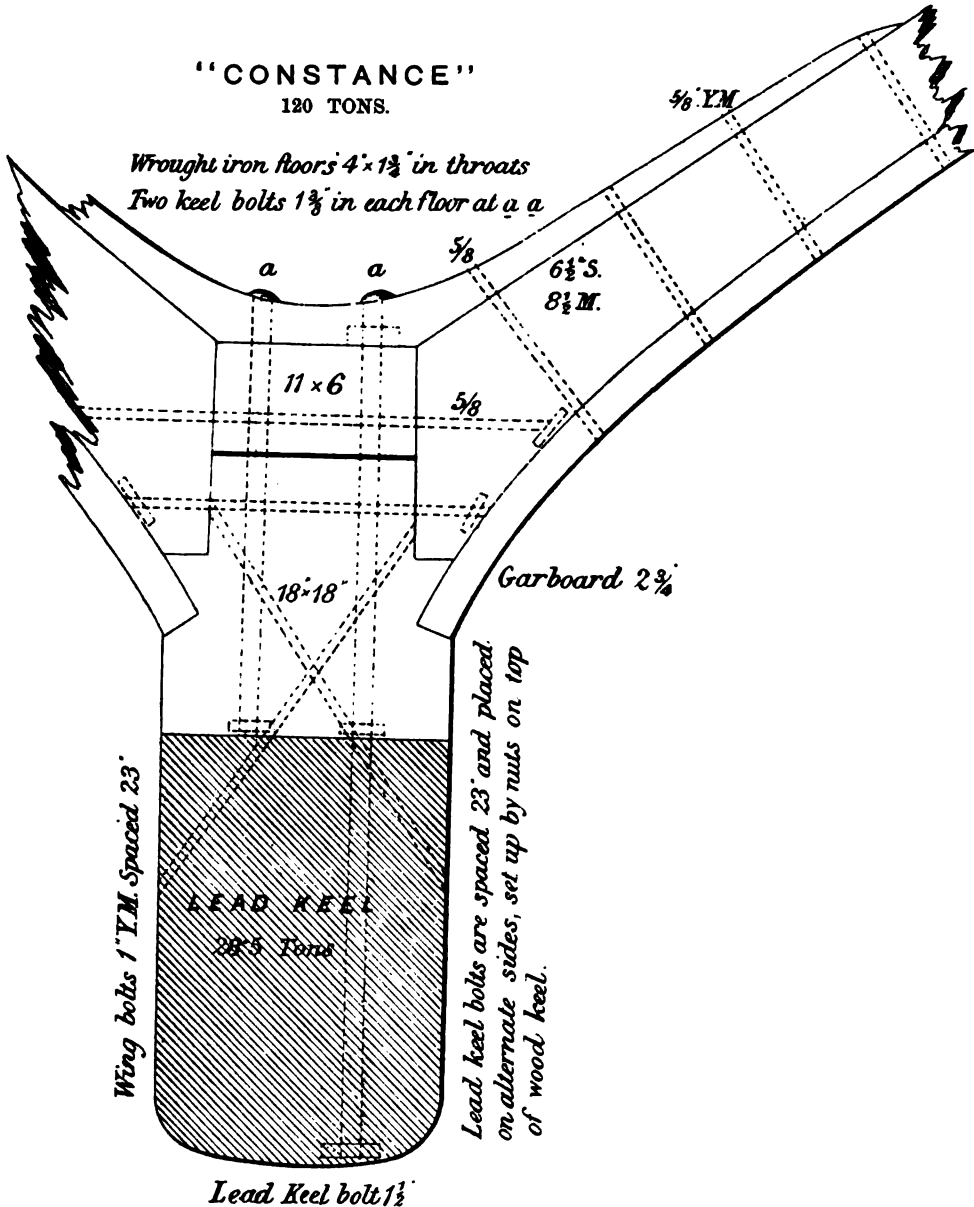 "CONSTANCE"
120 TONS.
Wrought iron floors 4" × 1¾" in throats
Two keel bolts 1⅜" in each floor at a a
a a
⅝" Y.M
⅝
6½" S.
8½ M.
11 × 6
⅝
18" × 18"
Garboard 2¾"
Wing bolts 1" Y.M. Spaced 23"
Lead keel bolts are spaced 23" and placed
on alternate sides, set up by nuts on top
of wood keel.
LEAD KEEL
28·5 Tons
Lead Keel bolt 1½"